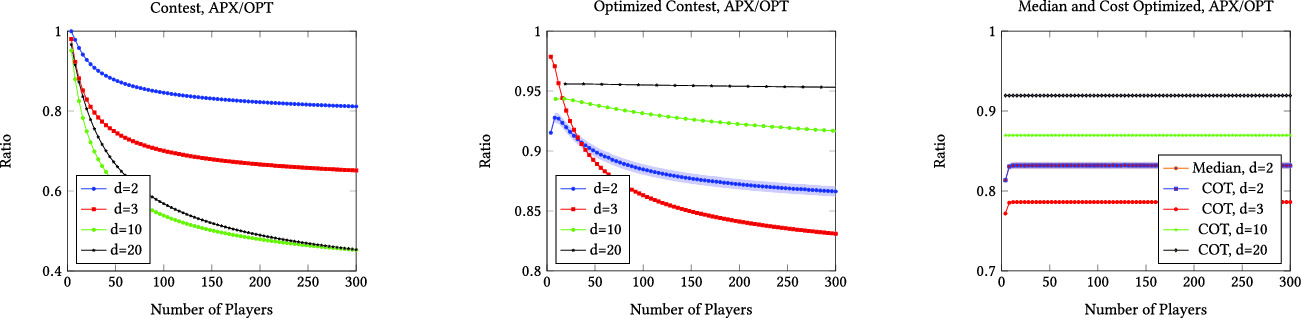 Contest, APX/OPT
1
0.8
0.6
0.4
Ratio
d=2
d=3
d=10
d=20
0 50 100 150 200 250 300
Number of Players
Optimized Contest, APX/OPT
1
0.95
0.9
0.85
0.8
Ratio
d=2
d=3
d=10
d=20
0 50 100 150 200 250 300
Number of Players
Median and Cost Optimized, APX/OPT
1
0.9
0.8
0.7
Ratio
Median, d=2
COT, d=2
COT, d=3
COT, d=10
COT, d=20
0 50 100 150 200 250 300
Number of Players